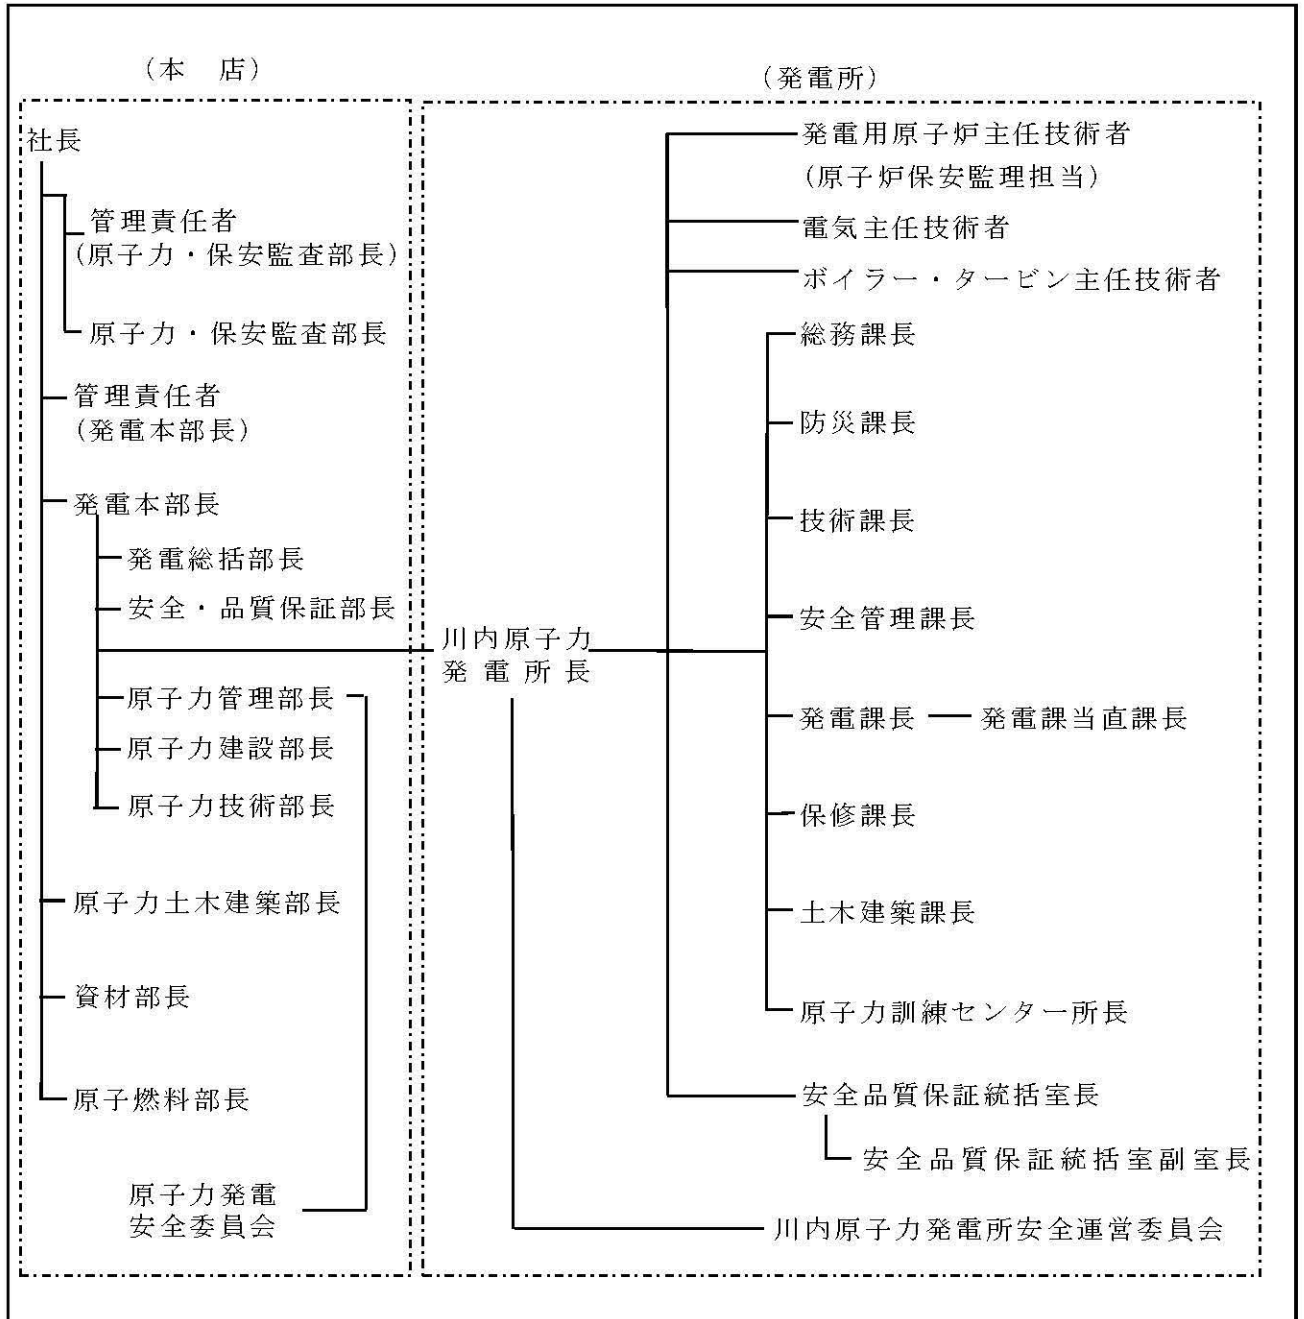 (本　店)
社長
管理責任者
(原子力・保安監査部長)
原子力・保安監査部長
管理責任者
(発電本部長)
発電本部長
発電総括部長
安全・品質保証部長
原子力管理部長
原子力建設部長
原子力技術部長
原子力土木建築部長
資材部長
原子燃料部長
原子力発電
安全委員会
(発電所)
川内原子力
発電所長
発電用原子炉主任技術者
(原子炉保安監理担当)
電気主任技術者
ボイラー・タービン主任技術者
総務課長
防災課長
技術課長
安全管理課長
発電課長
発電課当直課長
保修課長
土木建築課長
原子力訓練センター所長
安全品質保証統括室長
安全品質保証統括室副室長
川内原子力発電所安全運営委員会